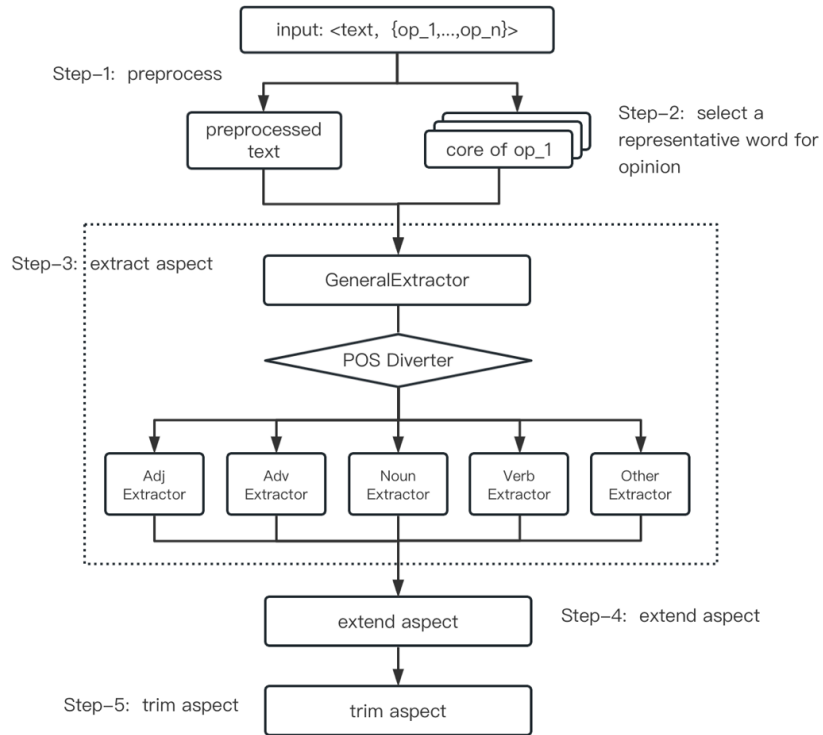 input: <text, {op_1,...,op_n}>
Step-1: preprocess
preprocessed
text
core of op_1
Step-2: select a
representative word for
opinion
Step-3: extract aspect
GeneralExtractor
POS Diverter
Adj
Extractor
Adv
Extractor
Noun
Extractor
Verb
Extractor
Other
Extractor
extend aspect
Step-4: extend aspect
Step-5: trim aspect
trim aspect